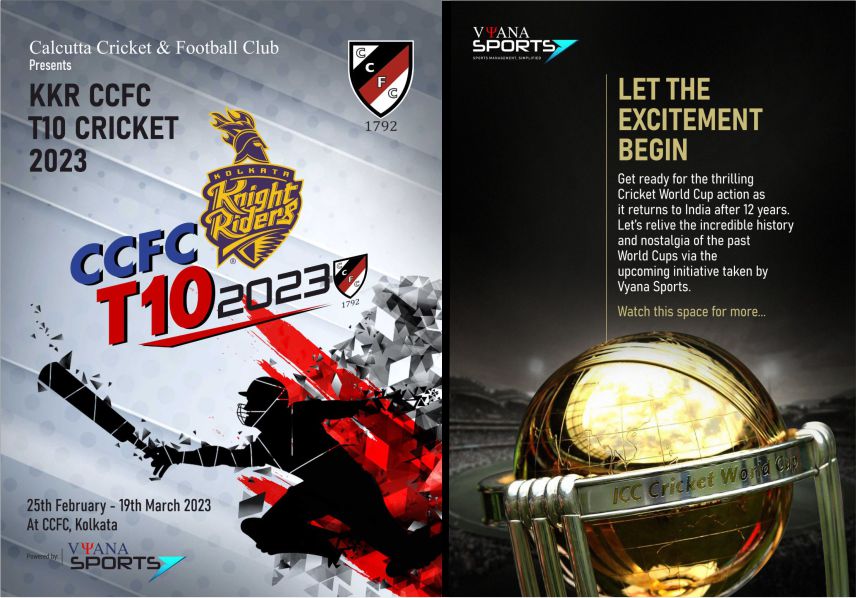 Calcutta Cricket & Football Club
Presents
KKR CCFC
T10 CRICKET
2023
C
C
F
C
1792
KOLKATA
Knight
Riders
®
CCFC
T10 2023
C
C
F
C
1792
25th February - 19th March 2023
At CCFC, Kolkata
Powered by:
VΨANA
SPORTS
VΨANA
SPORTS
SPORTS MANAGEMENT, SIMPLIFIED
LET THE
EXCITEMENT
BEGIN
Get ready for the thrilling
Cricket World Cup action as
it returns to India after 12 years.
Let's relive the incredible history
and nostalgia of the past
World Cups via the
upcoming initiative taken by
Vyana Sports.
Watch this space for more...
ICC Cricket World Cup